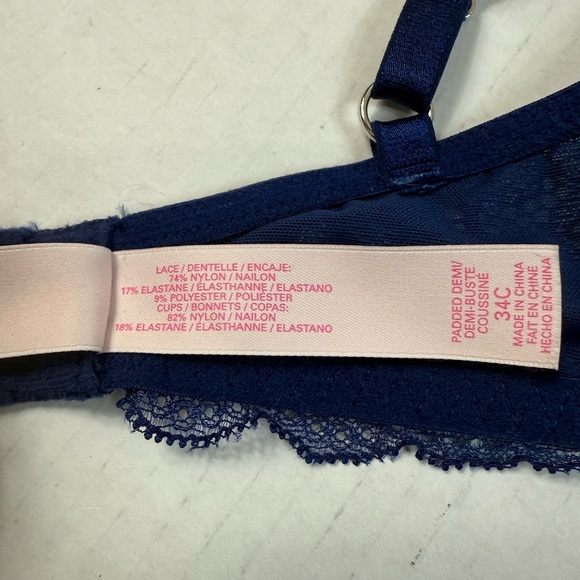 LACE / DENTELLE / ENCAJE:
74% NYLON / NAILON
17% ELASTANE / ÉLASTHANNE / ELASTANO
9% POLYESTER / POLIÉSTER
CUPS / BONNETS / COPAS:
82% NYLON / NAILON
18% ELASTANE / ÉLASTHANNE / ELASTANO
PADDED DEMI/
DEMI-BUSTE
COUSSINÉ
34C
MADE IN CHINA
FAIT EN CHINE
HECHO EN CHINA